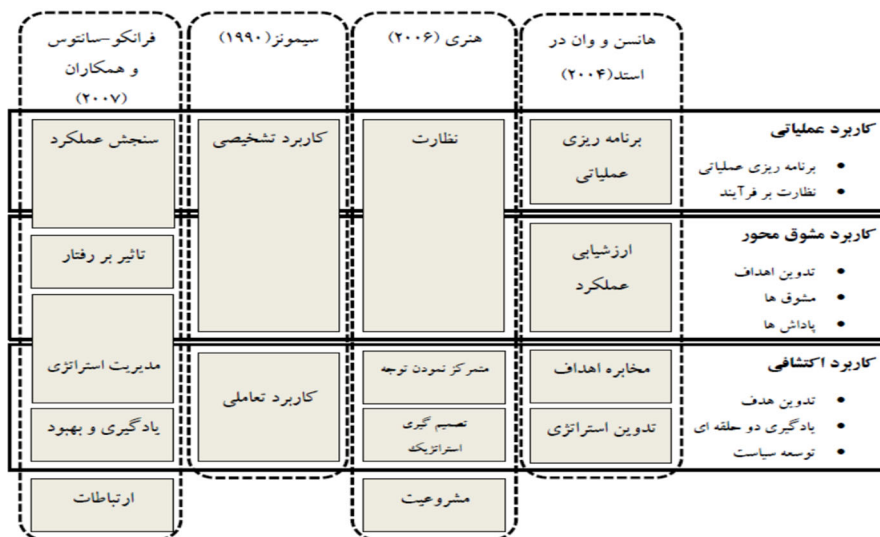 هانسن و وان در
استد(۲۰۰۴)
هنری (۲۰۰۶)
سیمونز(۱۹۹۰)
فرانکو-سانتوس
و همکاران
(۲۰۰۷)
کاربرد عملیاتی
• برنامه ریزی عملیاتی
• نظارت بر فرآیند
برنامه ریزی
عملیاتی
نظارت
کاربرد تشخیصی
سنجش عملکرد
کاربرد مشوق محور
• تدوین اهداف
• مشوق ها
• پاداش ها
ارزشیابی
عملکرد
تاثیر بر رفتار
مدیریت استراتژی
کاربرد اکتشافی
• تدوین هدف
• یادگیری دو حلقه ای
• توسعه سیاست
مخابره اهداف
تدوین استراتژی
متمرکز نمودن توجه
تصمیم گیری
استراتژیک
کاربرد تعاملی
یادگیری و بهبود
مشروعیت
ارتباطات